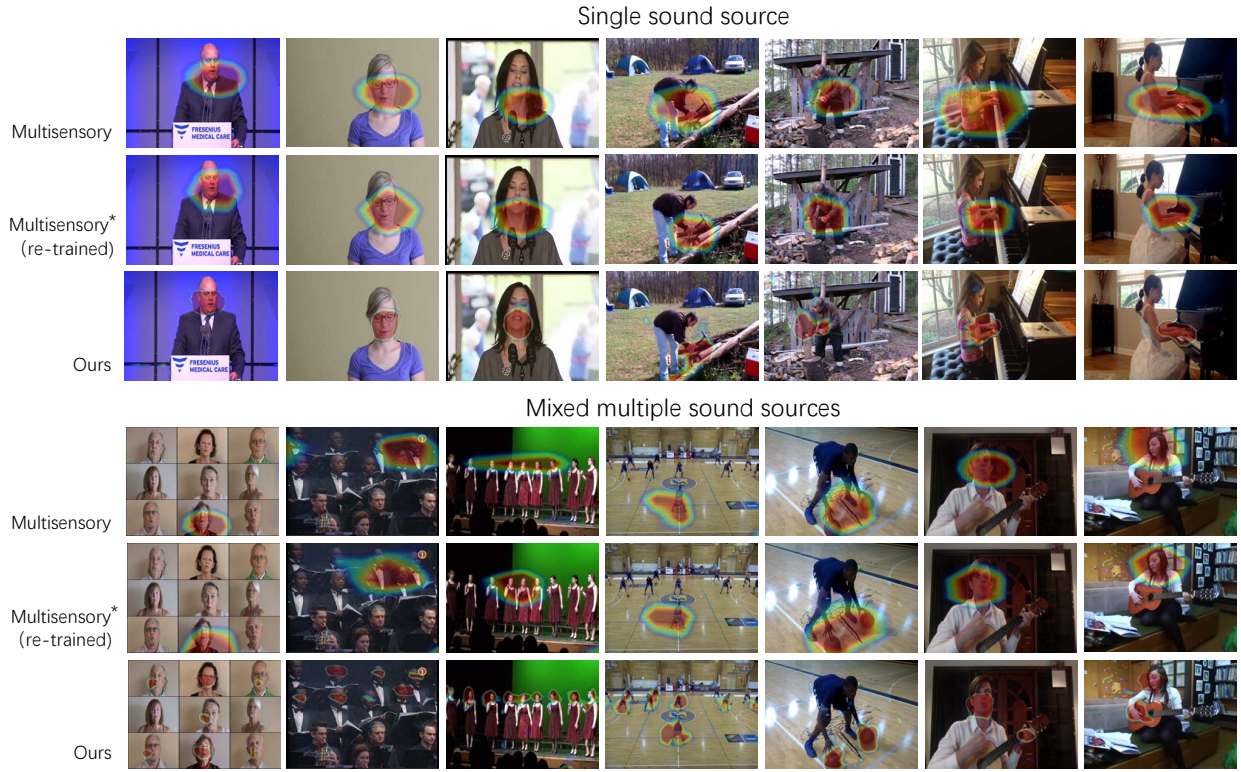 Single sound source
Multisensory
FRESENIUS
MEDICAL CARE
Multisensory*
(re-trained)
FRESENIUS
MEDICAL CARE
Ours
FRESENIUS
MEDICAL CARE
Mixed multiple sound sources
Multisensory
Multisensory*
(re-trained)
Ours